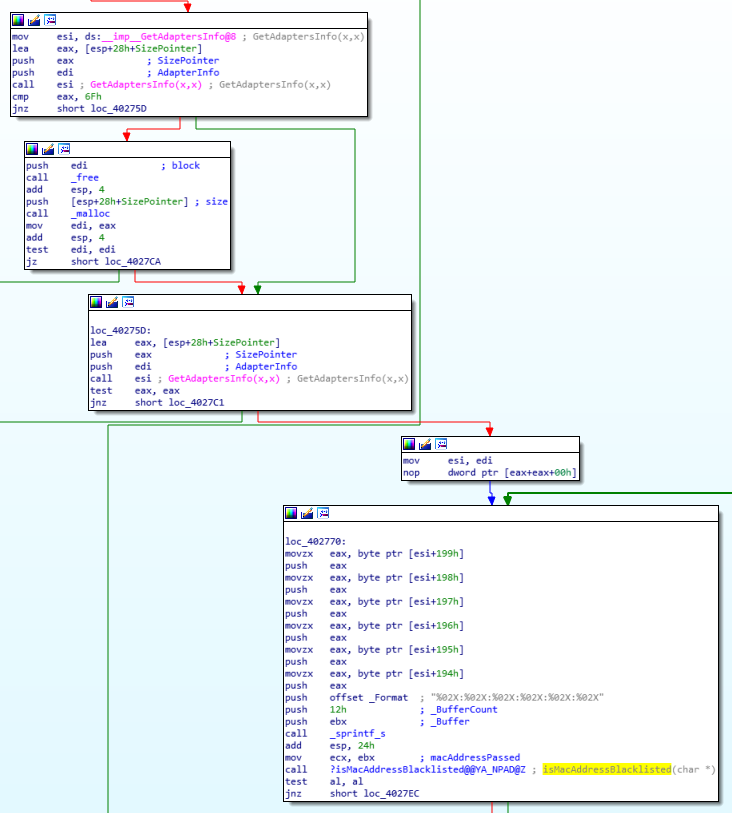 mov esi, ds:__imp__GetAdaptersInfo@8 ; GetAdaptersInfo(x,x)
lea eax, [esp+28h+SizePointer]
push eax ; SizePointer
push edi ; AdapterInfo
call esi ; GetAdaptersInfo(x,x) ; GetAdaptersInfo(x,x)
cmp eax, 6Fh
jnz short loc_40275D
push edi ; block
call _free
add esp, 4
push [esp+28h+SizePointer] ; size
call _malloc
mov edi, eax
add esp, 4
test edi, edi
jz short loc_4027CA
loc_40275D:
lea eax, [esp+28h+SizePointer]
push eax ; SizePointer
push edi ; AdapterInfo
call esi ; GetAdaptersInfo(x,x) ; GetAdaptersInfo(x,x)
test eax, eax
jnz short loc_4027C1
mov esi, edi
nop dword ptr [eax+eax+00h]
loc_402770:
movzx eax, byte ptr [esi+199h]
push eax
movzx eax, byte ptr [esi+198h]
push eax
movzx eax, byte ptr [esi+197h]
push eax
movzx eax, byte ptr [esi+196h]
push eax
movzx eax, byte ptr [esi+195h]
push eax
movzx eax, byte ptr [esi+194h]
push eax
push offset _Format ; "%02X:%02X:%02X:%02X:%02X:%02X"
push 12h ; _BufferCount
push ebx ; _Buffer
call _sprintf_s
add esp, 24h
mov ecx, ebx ; macAddressPassed
call ?isMacAddressBlacklisted@@YA_NPAD@Z ; isMacAddressBlacklisted(char *)
test al, al
jnz short loc_4027EC